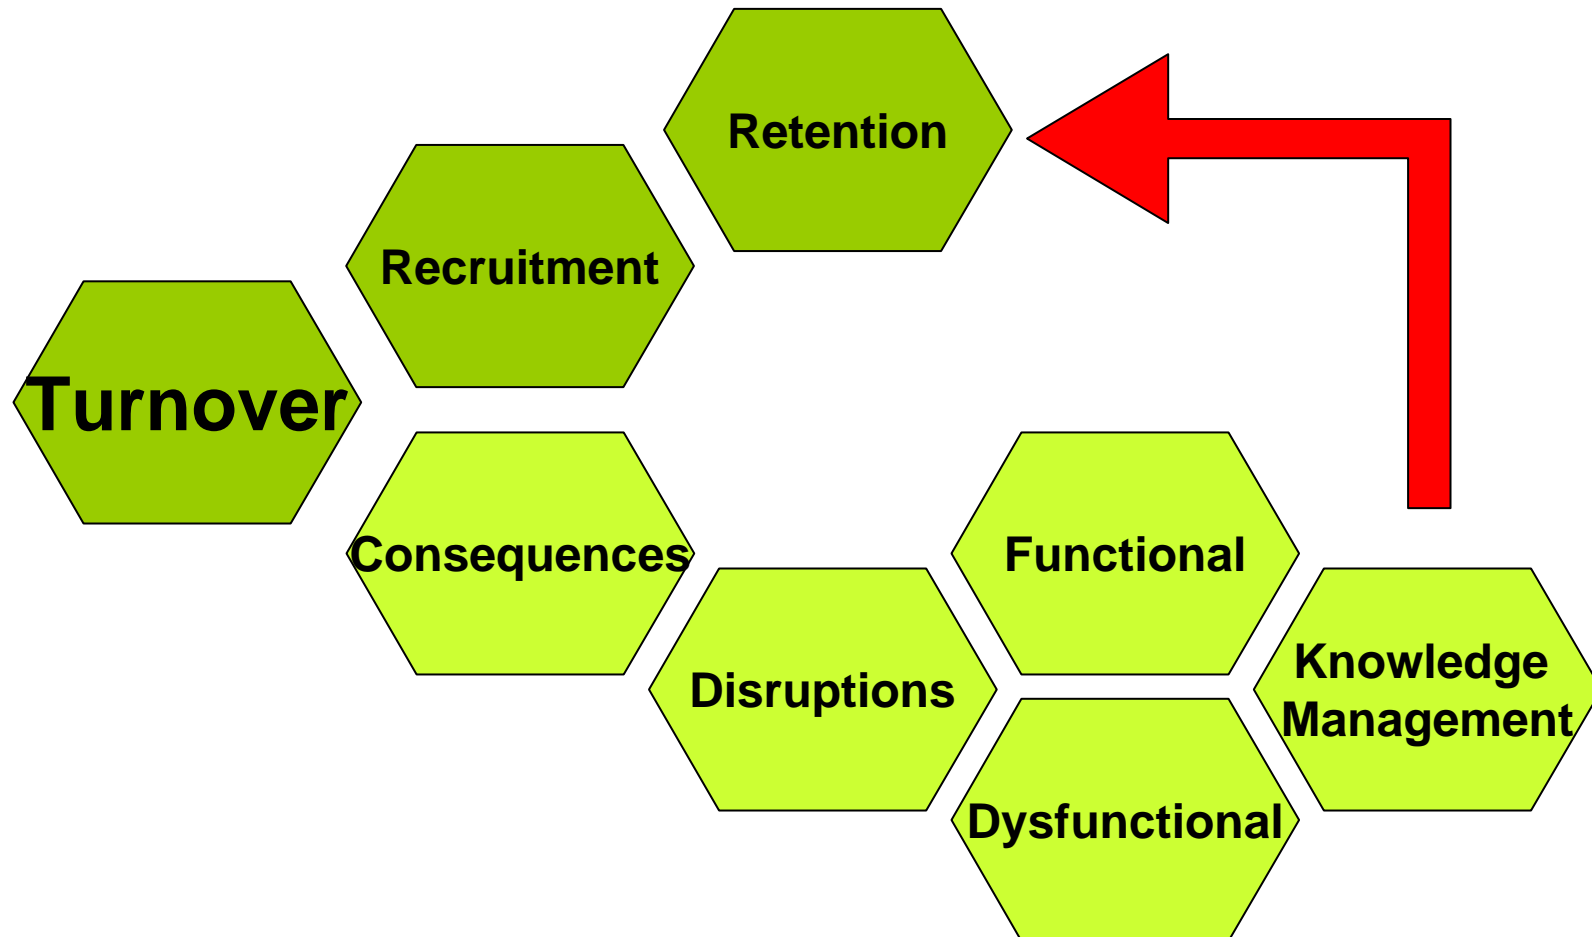 Retention
Recruitment
Turnover
Consequences
Functional
Disruptions
Knowledge
Management
Dysfunctional